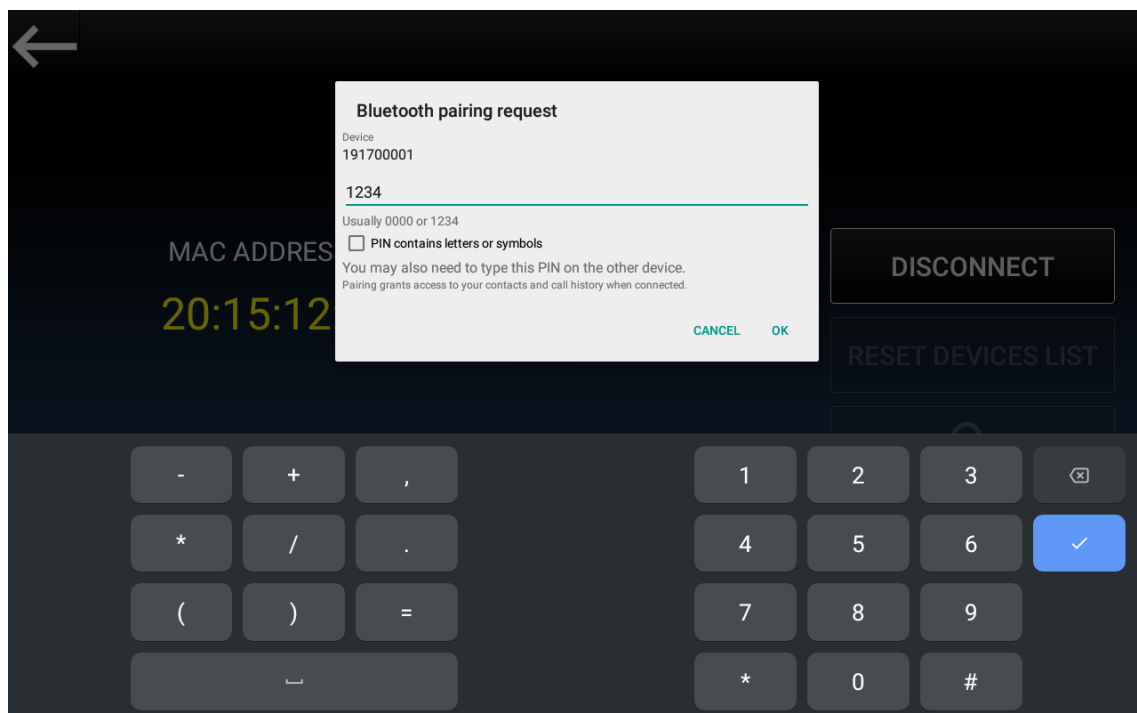 Bluetooth pairing request
Device
191700001
1234
Usually 0000 or 1234
PIN contains letters or symbols
You may also need to type this PIN on the other device.
Pairing grants access to your contacts and call history when connected.
CANCEL OK
MAC ADDRES
20:15:12
DISCONNECT
RESET DEVICES LIST
- + , 1 2 3
* / . 4 5 6
( ) = 7 8 9
* 0 #